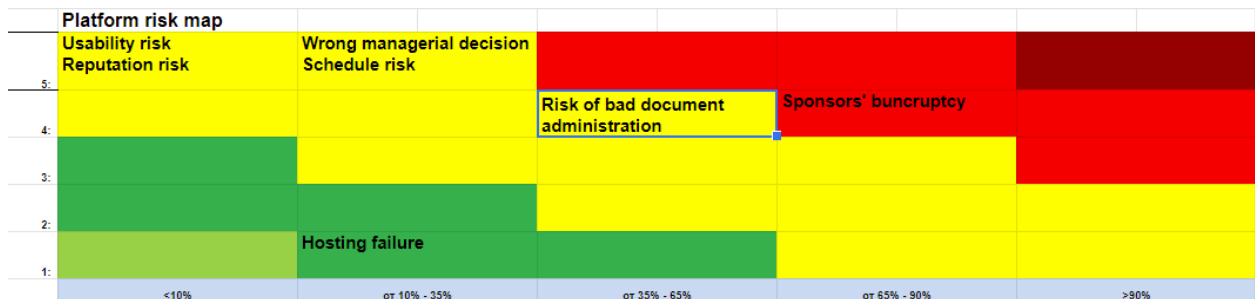 Platform risk map
Usability risk
Reputation risk
Wrong managerial decision
Schedule risk
5:
Risk of bad document
administration
Sponsors' buncruptcy
4:
3:
2:
Hosting failure
1:
<10%
от 10% - 35%
от 35% - 65%
от 65% - 90%
>90%